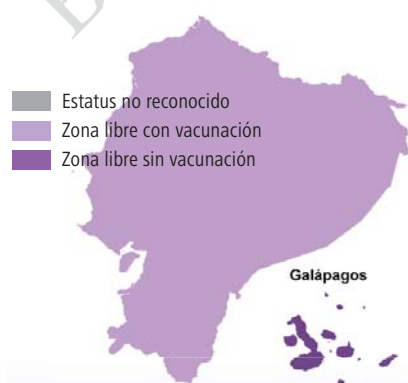 Estatus no reconocido
Zona libre con vacunación
Zona libre sin vacunación
Galápagos